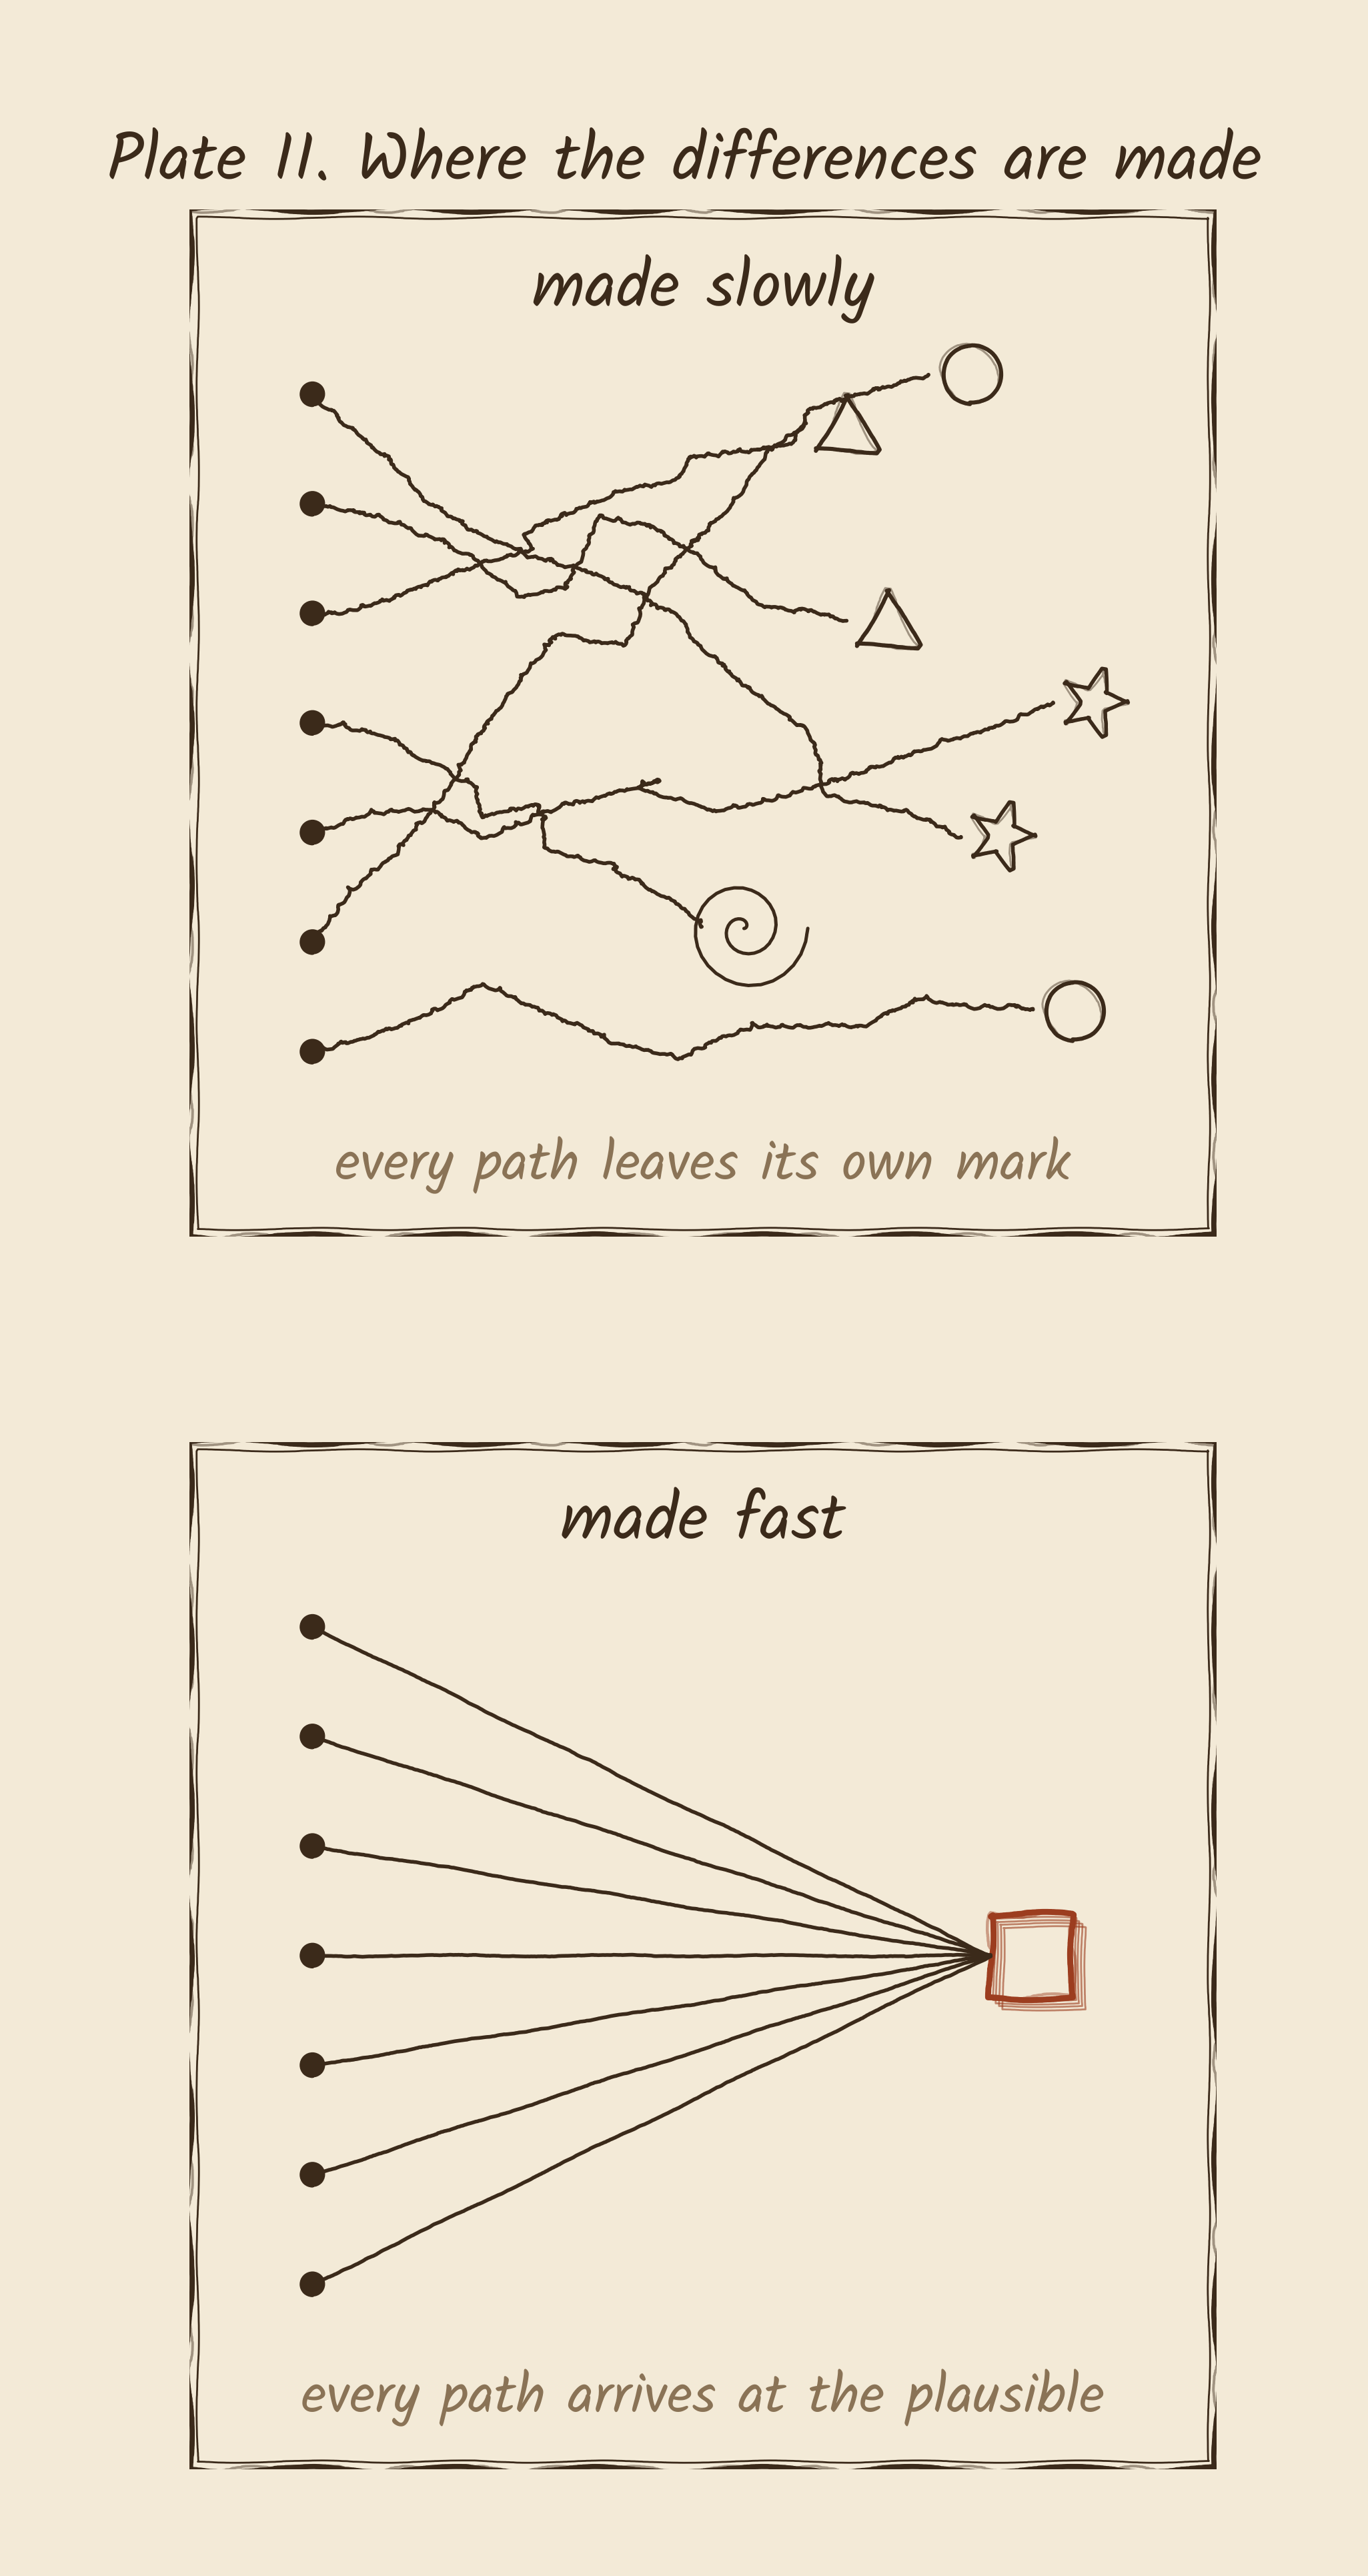 Plate II. Where the differences are made
made slowly
every path leaves its own mark
made fast
every path arrives at the plausible